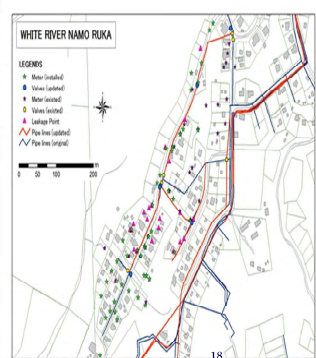 WHITE RIVER NAMO RUKA
LEGENDS
Meter (installed)
Valves (updated)
Meter (existed)
Valves (existed)
Leakage Point
Pipe lines (updated)
Pipe lines (original)
0 50 100 200 m
18